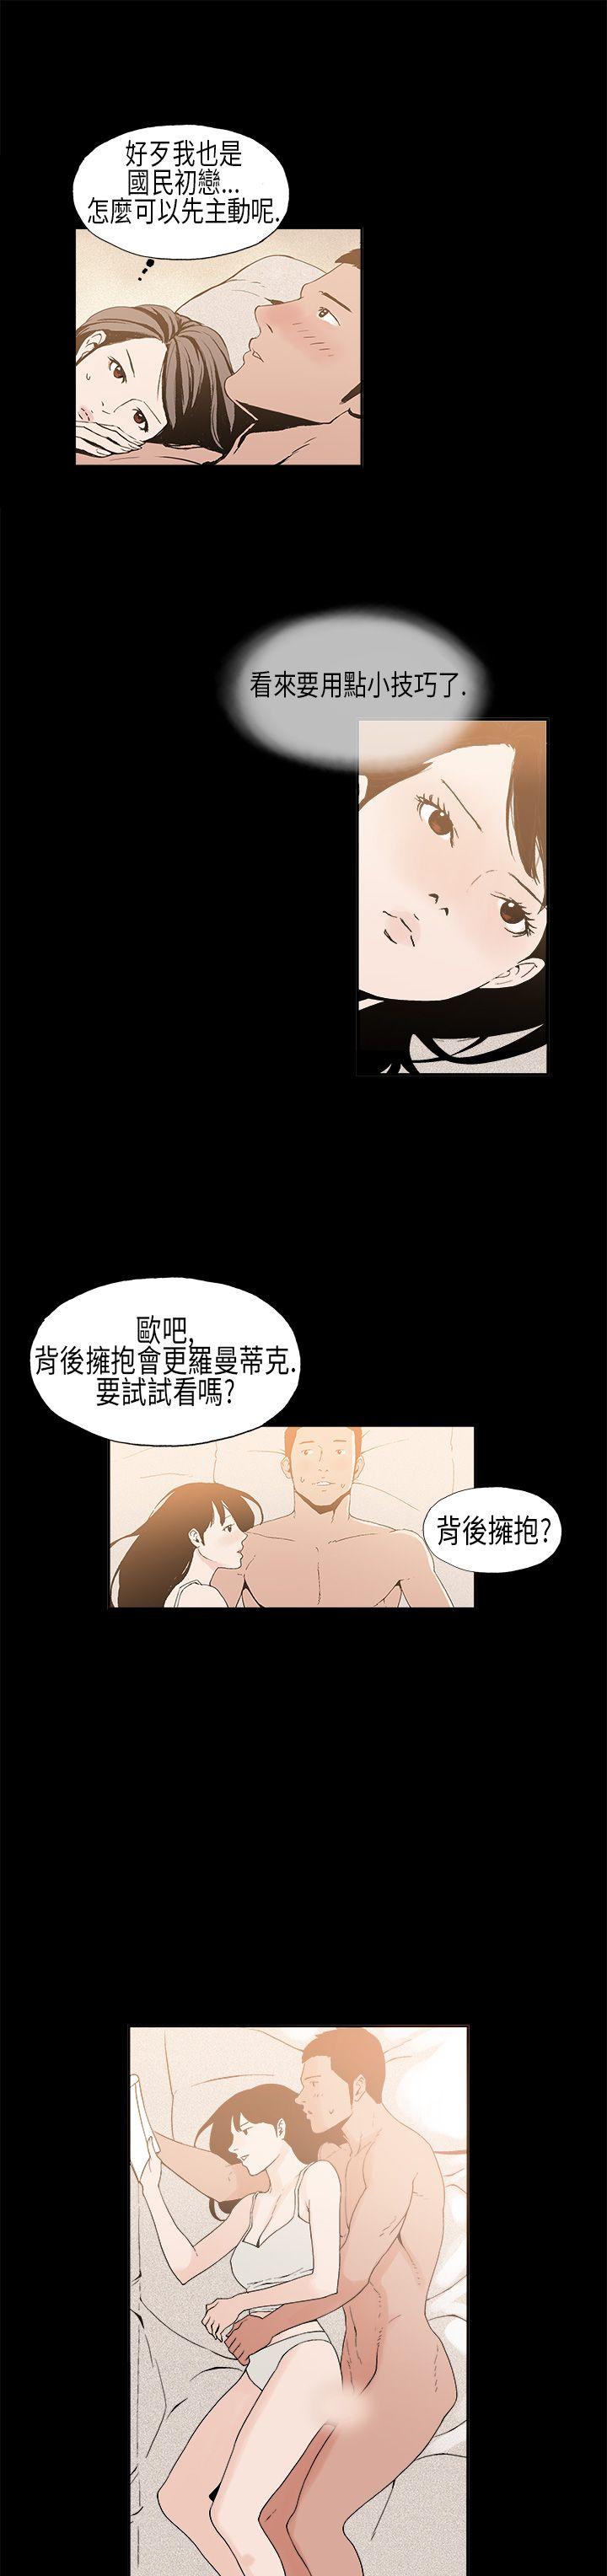 好歹我也是
國民初戀...
怎麼可以先主動呢.
看來要用點小技巧了.
歐吧,
背後擁抱會更羅曼蒂克.
要試試看嗎?
背後擁抱?